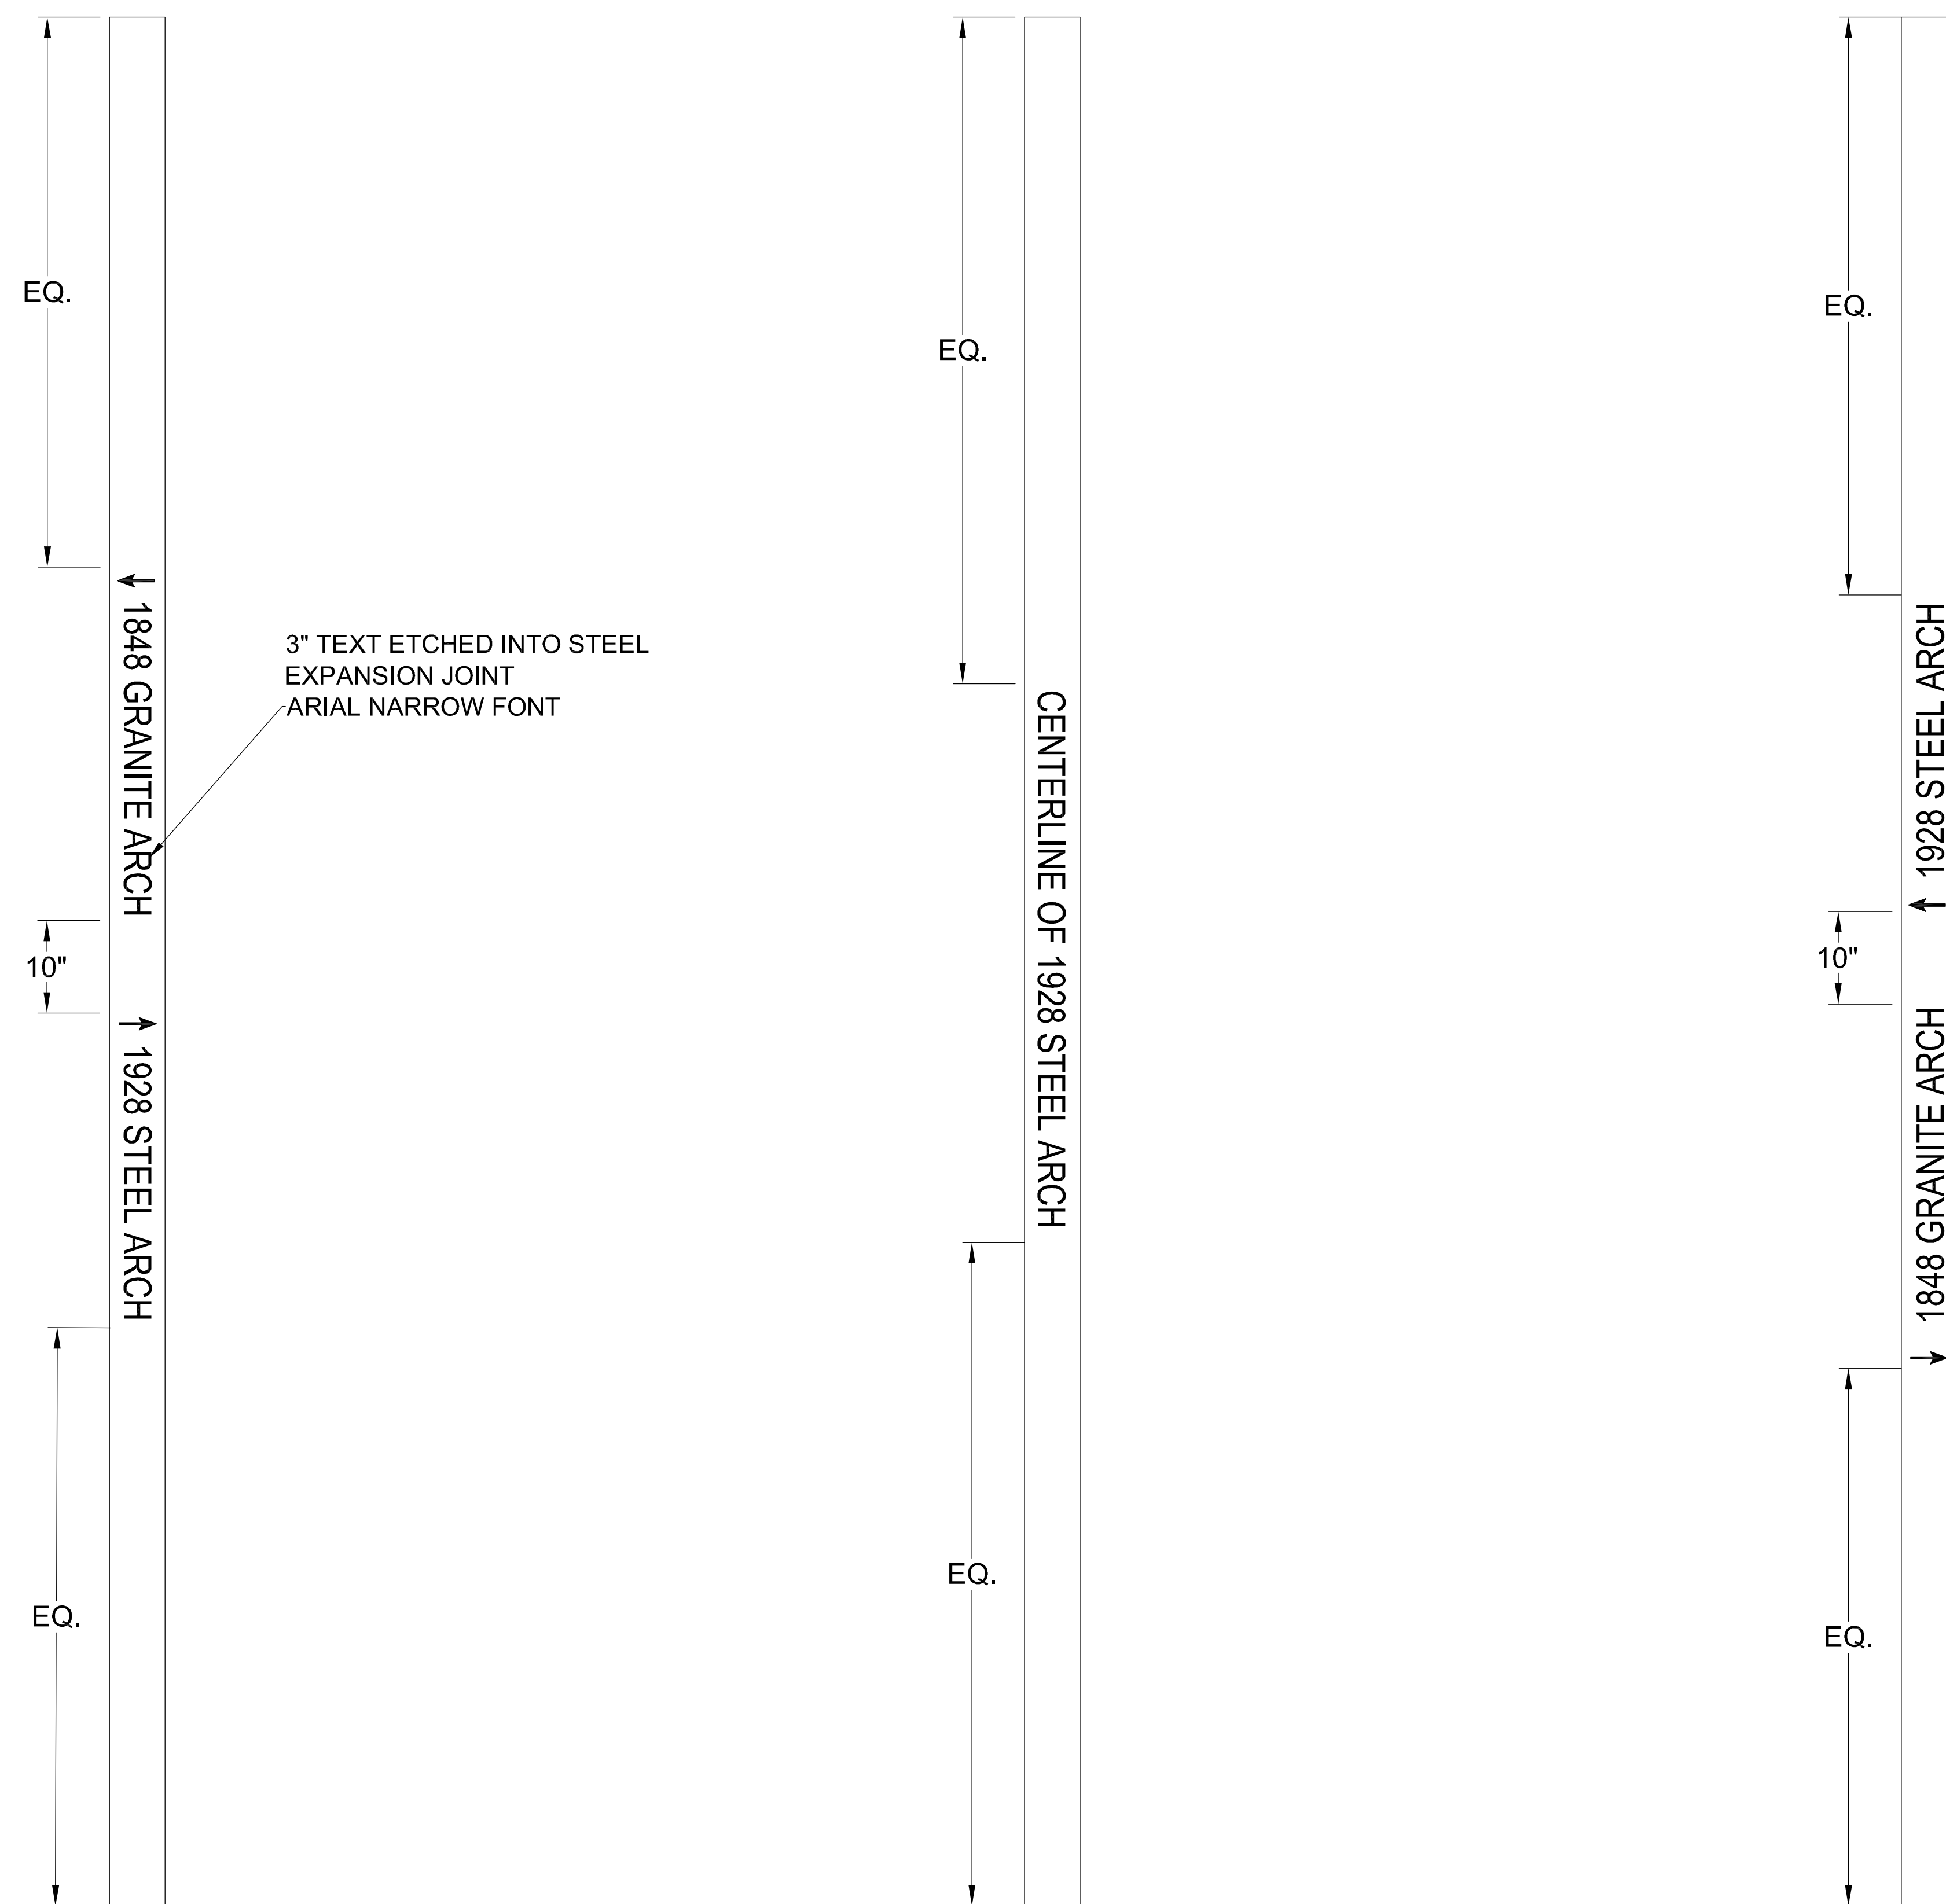 EQ.
1848 GRANITE ARCH
3" TEXT ETCHED INTO STEEL
EXPANSION JOINT
ARIAL NARROW FONT
10"
1928 STEEL ARCH
EQ.
EQ.
CENTERLINE OF 1928 STEEL ARCH
EQ.
EQ.
1928 STEEL ARCH
10"
1848 GRANITE ARCH
EQ.